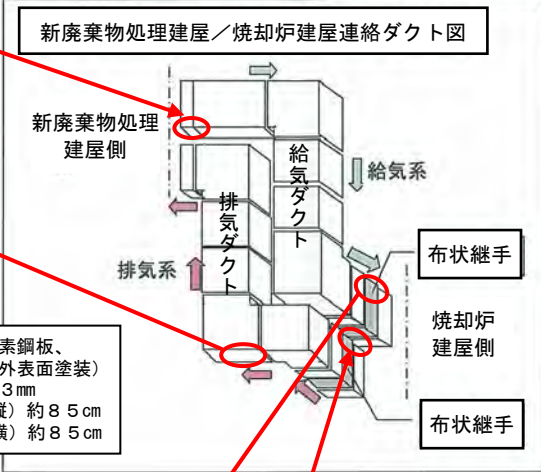 新廃棄物処理建屋／焼却炉建屋連絡ダクト図
新廃棄物処理
建屋側
給気ダクト
給気系
排気ダクト
排気系
布状継手
焼却炉
建屋側
布状継手
素鋼板、
外表面塗装）
3mm
縦）約８５㎝
横）約８５㎝